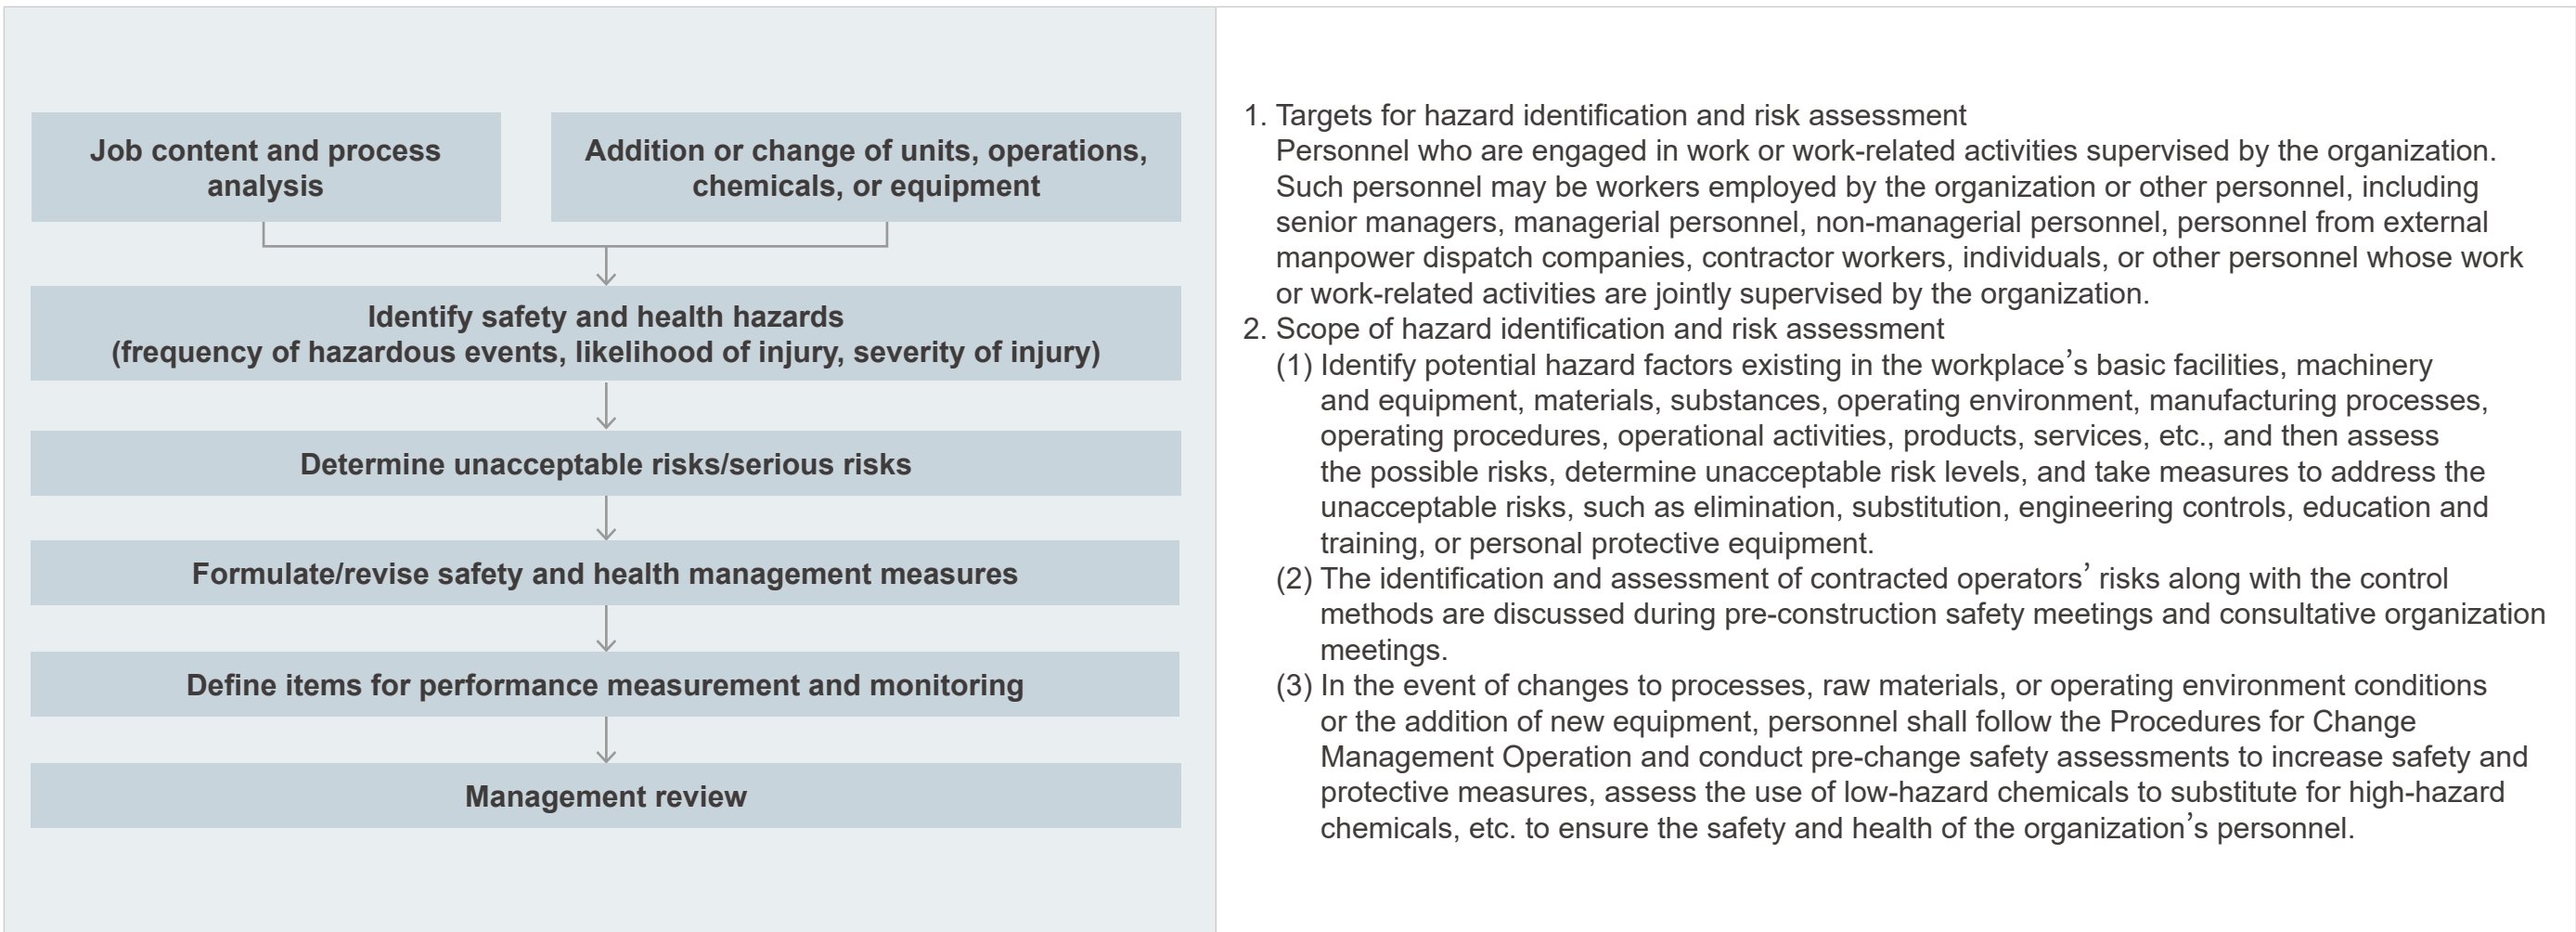 Job content and process
analysis
Addition or change of units, operations,
chemicals, or equipment
Identify safety and health hazards
(frequency of hazardous events, likelihood of injury, severity of injury)
Determine unacceptable risks/serious risks
Formulate/revise safety and health management measures
Define items for performance measurement and monitoring
Management review
1. Targets for hazard identification and risk assessment
Personnel who are engaged in work or work-related activities supervised by the organization.
Such personnel may be workers employed by the organization or other personnel, including
senior managers, managerial personnel, non-managerial personnel, personnel from external
manpower dispatch companies, contractor workers, individuals, or other personnel whose work
or work-related activities are jointly supervised by the organization.
2. Scope of hazard identification and risk assessment
(1) Identify potential hazard factors existing in the workplace’s basic facilities, machinery
and equipment, materials, substances, operating environment, manufacturing processes,
operating procedures, operational activities, products, services, etc., and then assess
the possible risks, determine unacceptable risk levels, and take measures to address the
unacceptable risks, such as elimination, substitution, engineering controls, education and
training, or personal protective equipment.
(2) The identification and assessment of contracted operators’ risks along with the control
methods are discussed during pre-construction safety meetings and consultative organization
meetings.
(3) In the event of changes to processes, raw materials, or operating environment conditions
or the addition of new equipment, personnel shall follow the Procedures for Change
Management Operation and conduct pre-change safety assessments to increase safety and
protective measures, assess the use of low-hazard chemicals to substitute for high-hazard
chemicals, etc. to ensure the safety and health of the organization’s personnel.